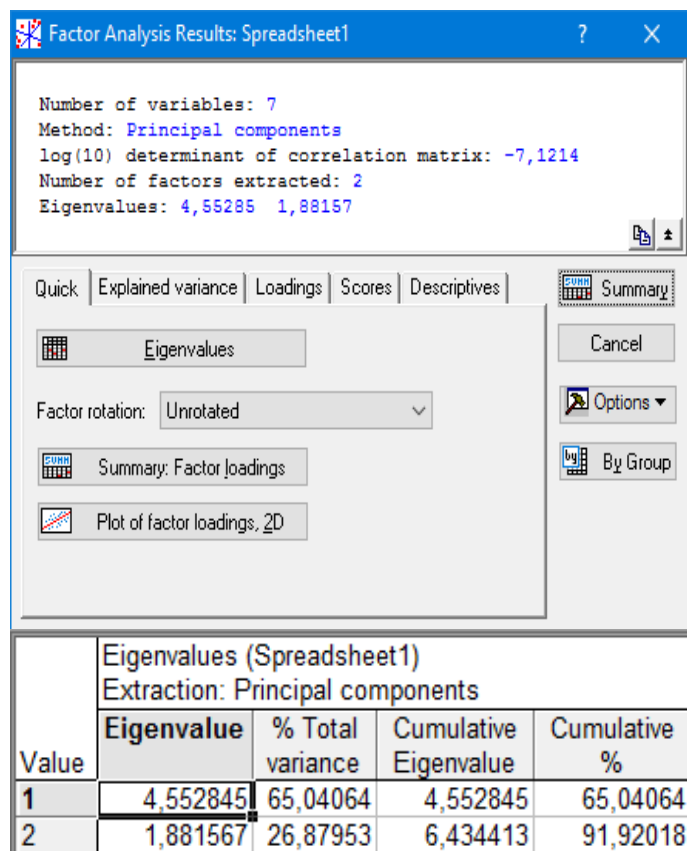 Factor Analysis Results: Spreadsheet1 ? ×
Number of variables: 7
Method: Principal components
log(10) determinant of correlation matrix: -7,1214
Number of factors extracted: 2
Eigenvalues: 4,55285 1,88157
Quick Explained variance Loadings Scores Descriptives
SUMM Summary
Eigenvalues
Cancel
Factor rotation: Unrotated
Options
SUMM Summary: Factor loadings
by By Group
Plot of factor loadings, 2D
Eigenvalues (Spreadsheet1)
Extraction: Principal components
Value Eigenvalue % Total variance Cumulative Eigenvalue Cumulative %
1 4,552845 65,04064 4,552845 65,04064
2 1,881567 26,87953 6,434413 91,92018